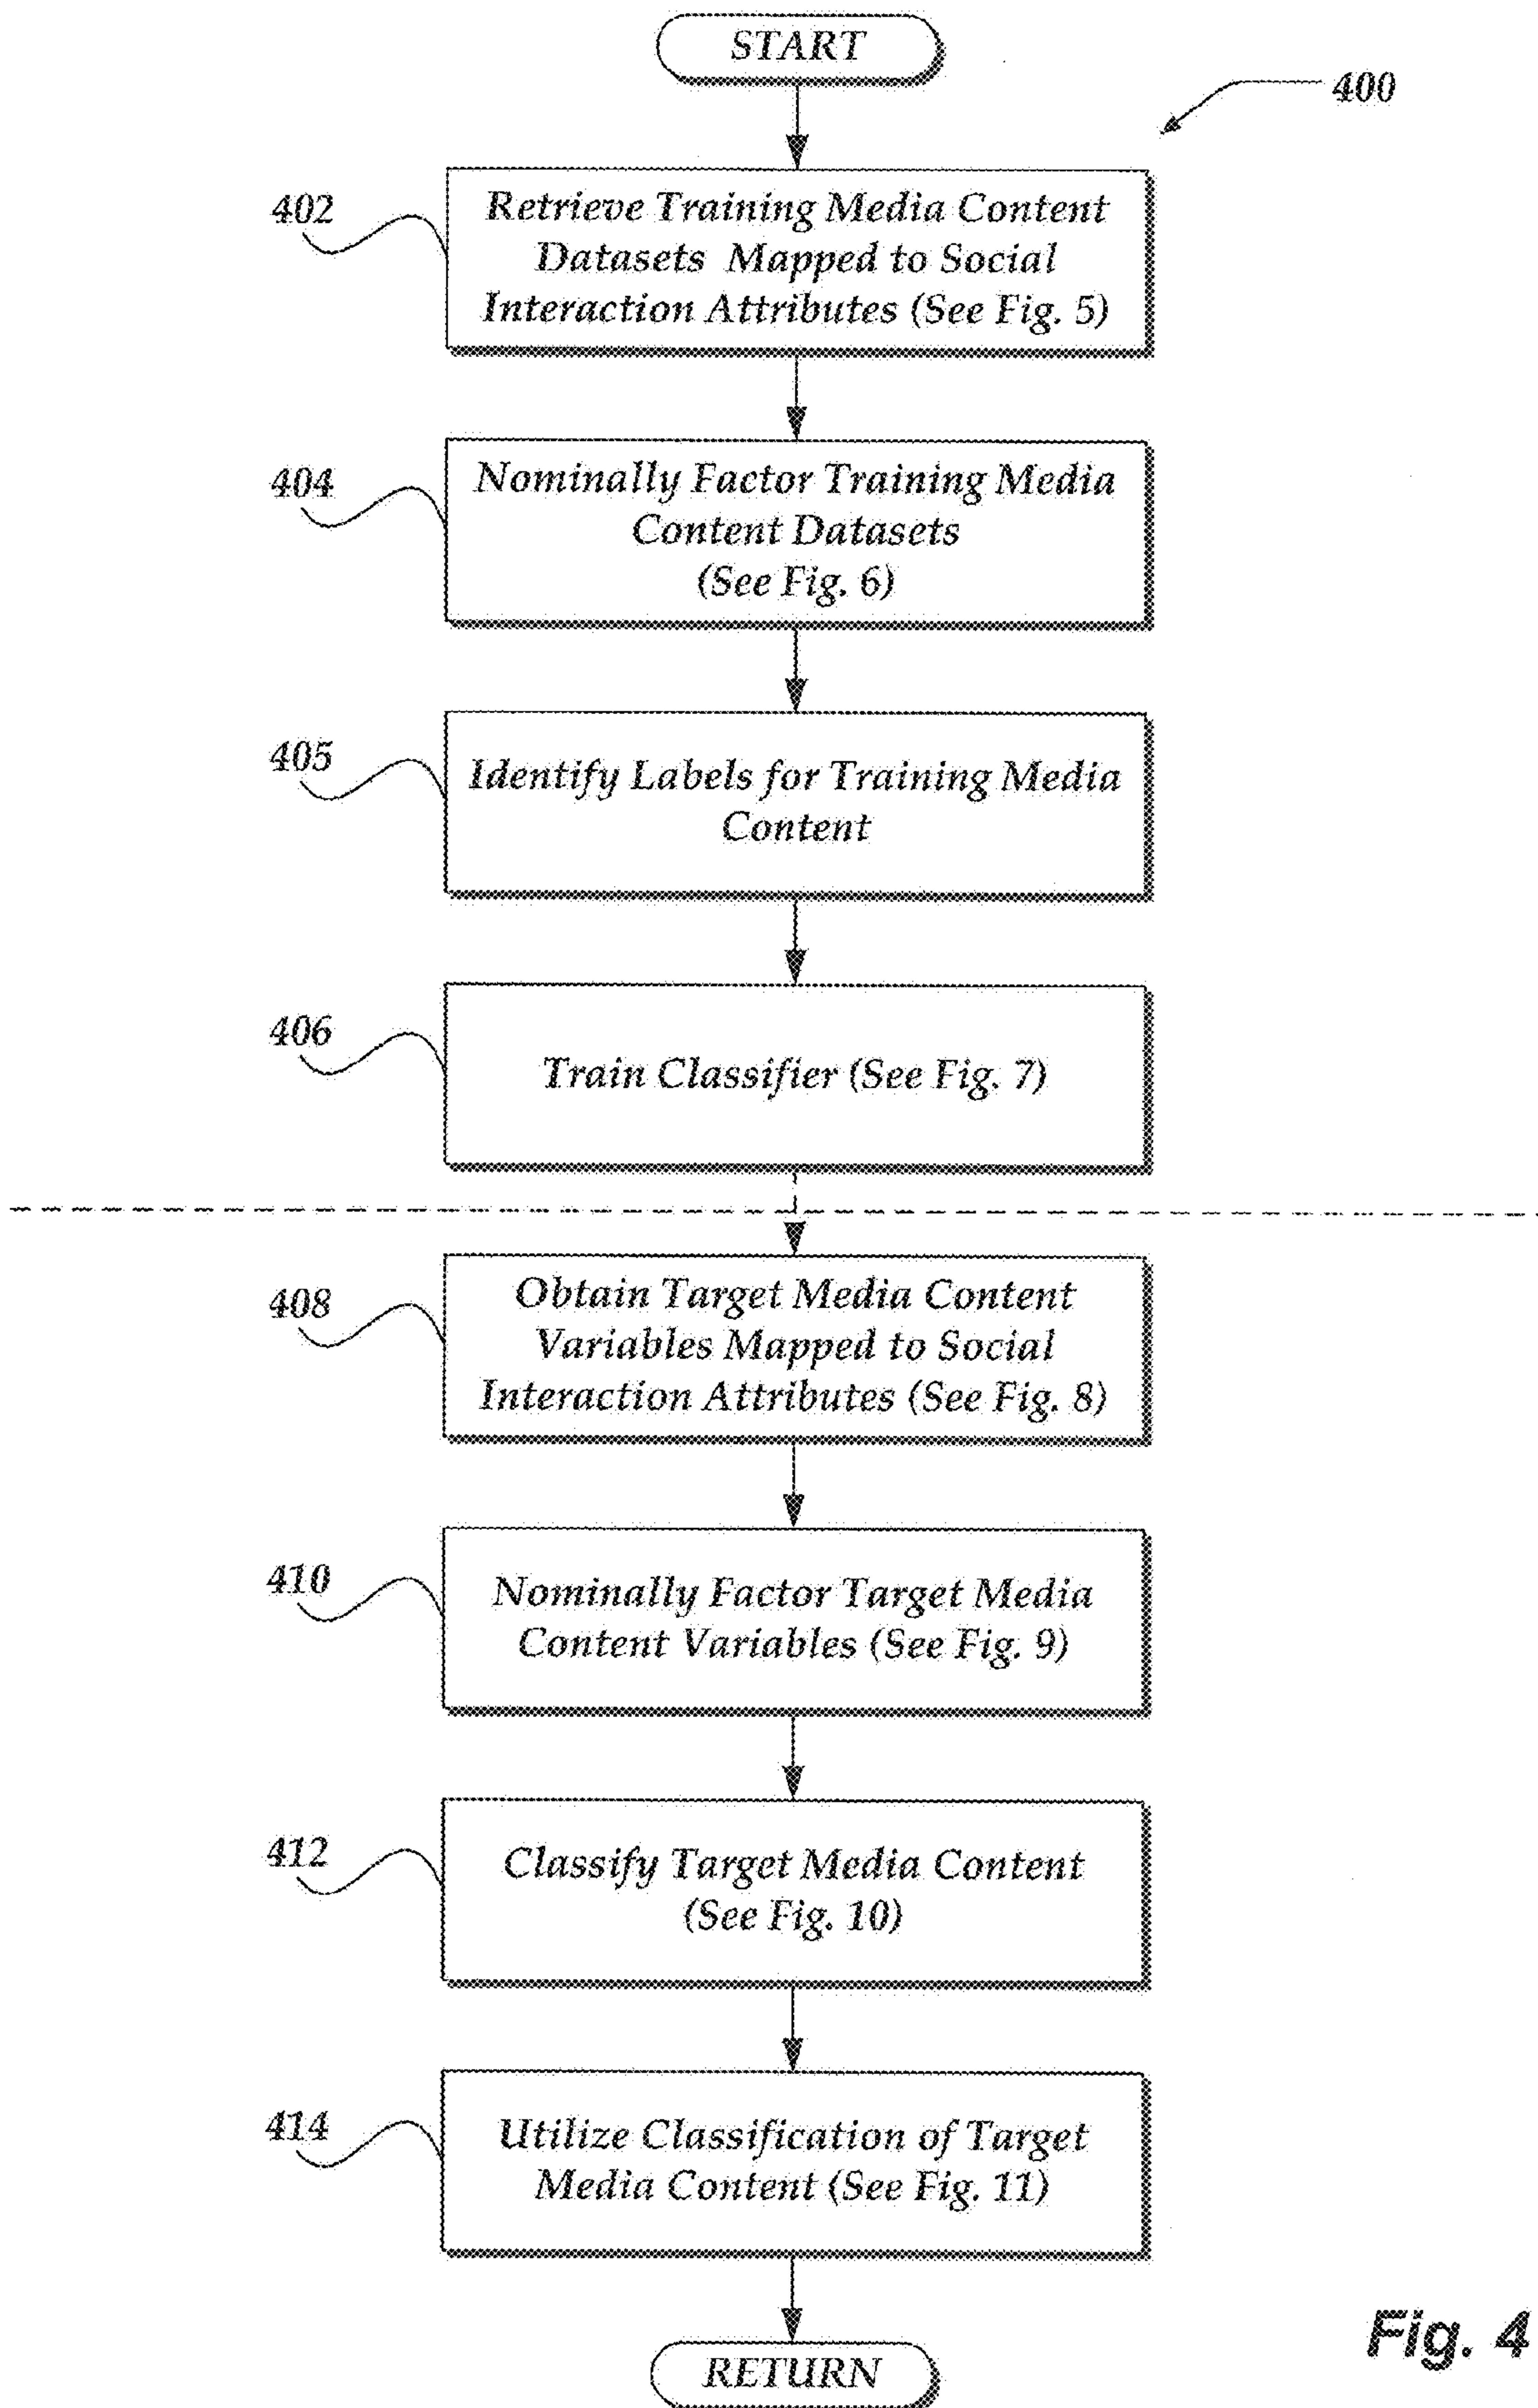 START
400
402
Retrieve Training Media Content
Datasets Mapped to Social
Interaction Attributes (See Fig. 5)
404
Nominally Factor Training Media
Content Datasets
(See Fig. 6)
405
Identify Labels for Training Media
Content
406
Train Classifier (See Fig. 7)
408
Obtain Target Media Content
Variables Mapped to Social
Interaction Attributes (See Fig. 8)
410
Nominally Factor Target Media
Content Variables (See Fig. 9)
412
Classify Target Media Content
(See Fig. 10)
414
Utilize Classification of Target
Media Content (See Fig. 11)
RETURN
Fig. 4